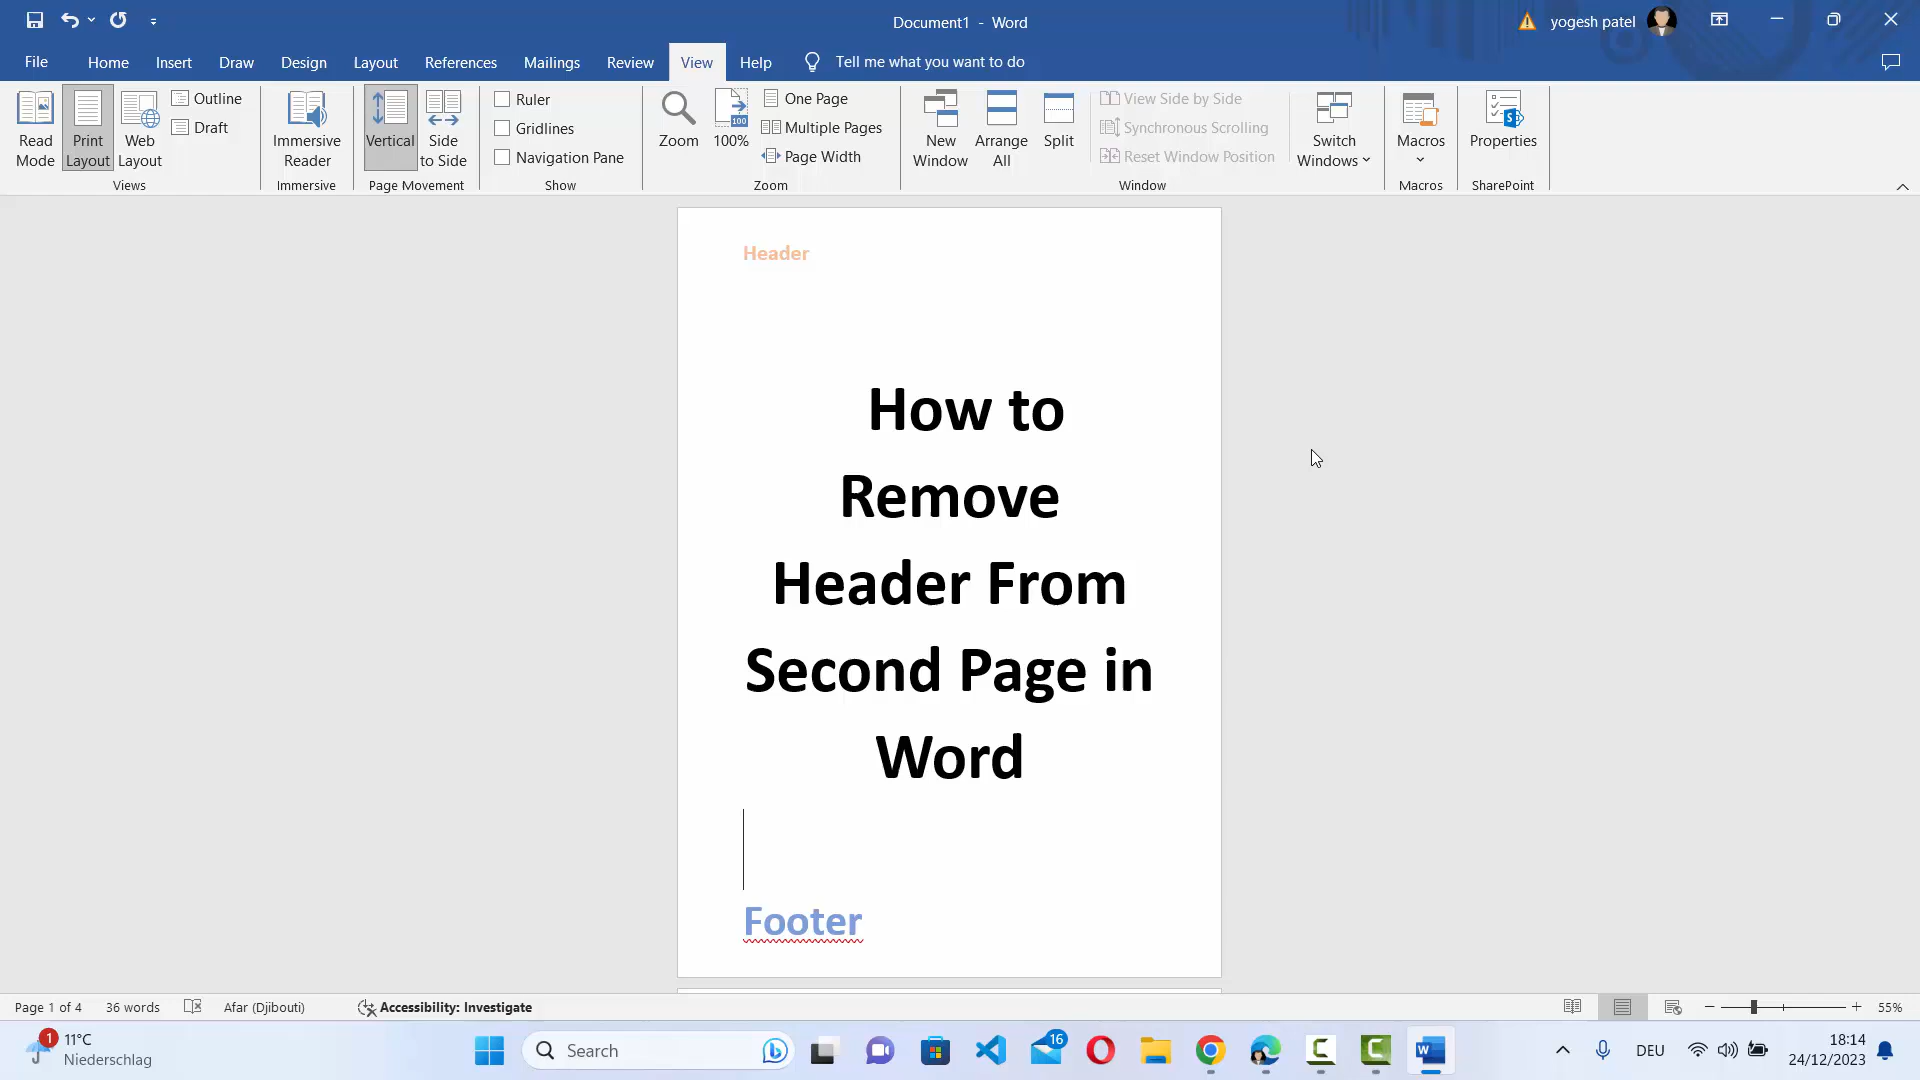 Document1 - Word
yogesh patel
File Home Insert Draw Design Layout References Mailings Review View Help Tell me what you want to do
Read Mode
Print Layout
Web Layout
Outline
Draft
Views
Immersive Reader
Immersive
Vertical
Side to Side
Page Movement
Ruler
Gridlines
Navigation Pane
Show
Zoom
100
100%
One Page
Multiple Pages
Page Width
Zoom
New Window
Arrange All
Split
View Side by Side
Synchronous Scrolling
Reset Window Position
Switch Windows
Window
Macros
Macros
S
Properties
SharePoint
Header
How to
Remove
Header From
Second Page in
Word
Footer
Page 1 of 4 36 words Afar (Djibouti) Accessibility: Investigate 55%
1
11°C
Niederschlag
Search
16
DEU
18:14
24/12/2023